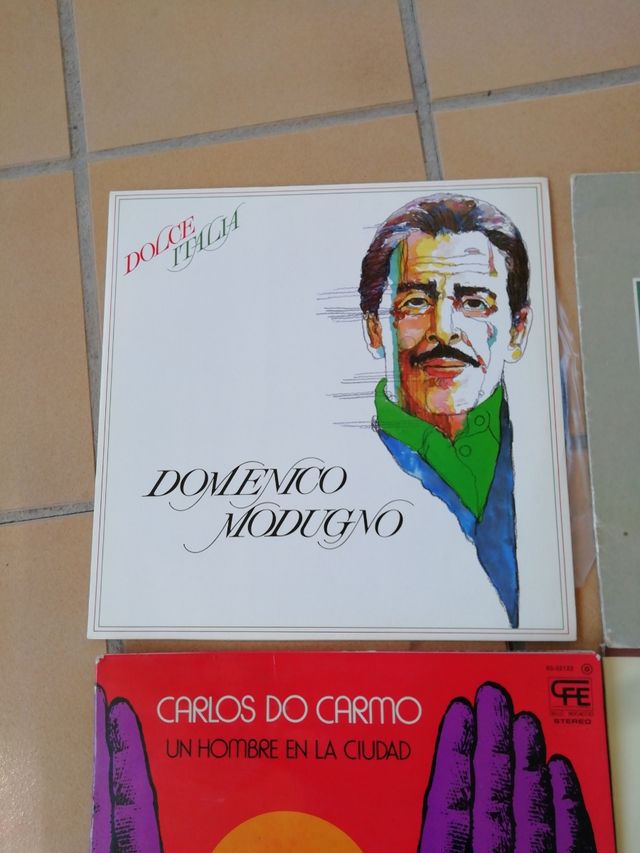 DOLCE
ITALIA
DOMENICO
MODUGNO
CARLOS DO CARMO
UN HOMBRE EN LA CIUDAD
CFE
STEREO